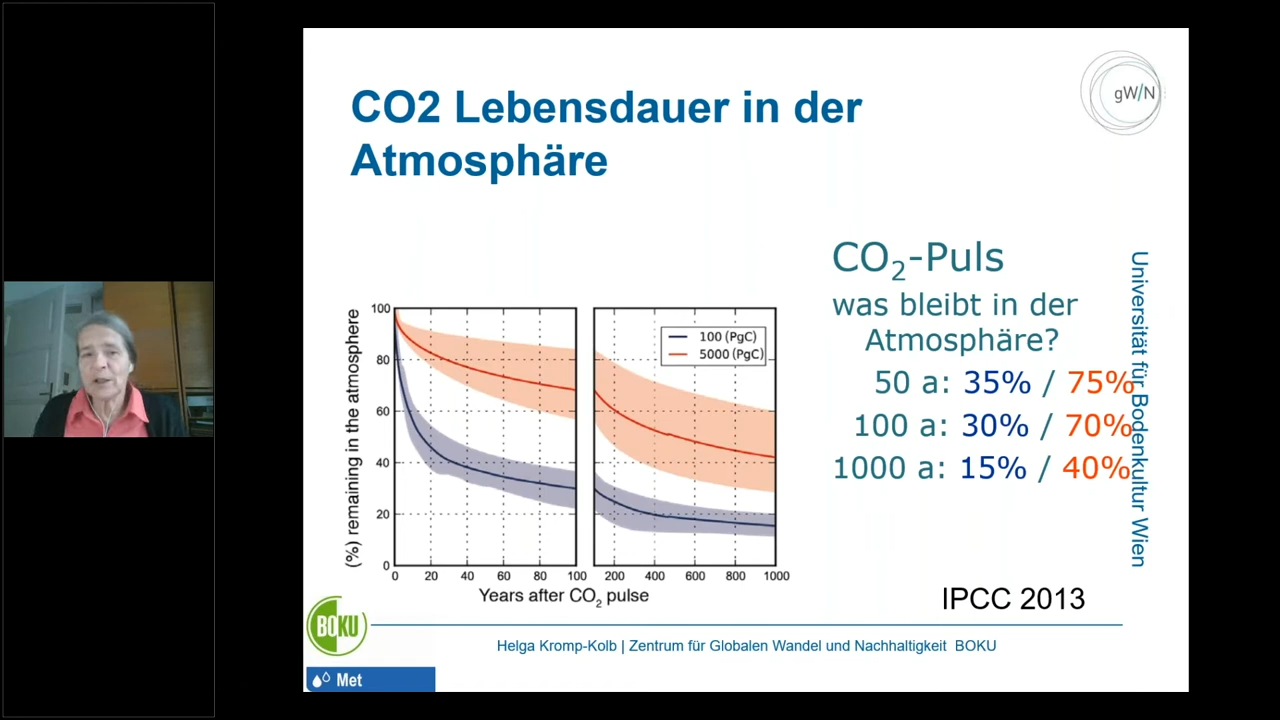 CO2 Lebensdauer in der
Atmosphäre
gW/N
CO2-Puls
was bleibt in der
Atmosphäre?
50 a: 35% / 75%
100 a: 30% / 70%
1000 a: 15% / 40%
Universität für Bodenkultur Wien
(%) remaining in the atmosphere
100
80
60
40
20
0
100 (PgC)
5000 (PgC)
0 20 40 60 80 100 200 400 600 800 1000
Years after CO2 pulse
IPCC 2013
BOKU
Helga Kromp-Kolb | Zentrum für Globalen Wandel und Nachhaltigkeit BOKU
Met